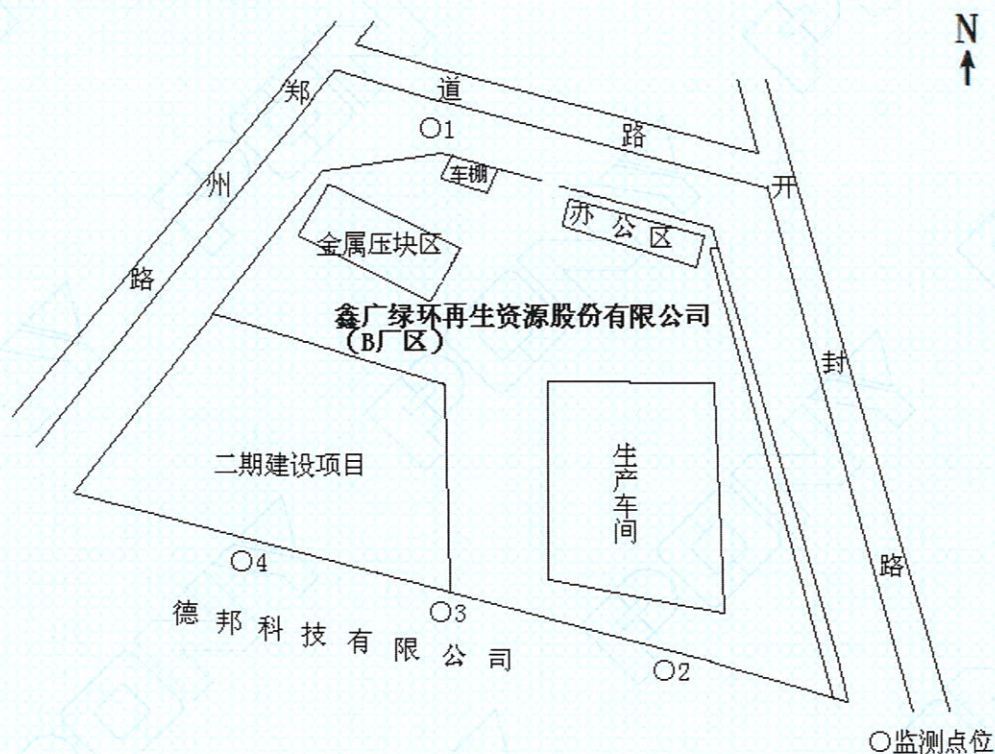 N
郑州路
道路
开封路
○1
车棚
办公区
金属压块区
鑫广绿环再生资源股份有限公司
（B厂区）
二期建设项目
生产车间
○4
○3
○2
德邦科技有限公司
○监测点位